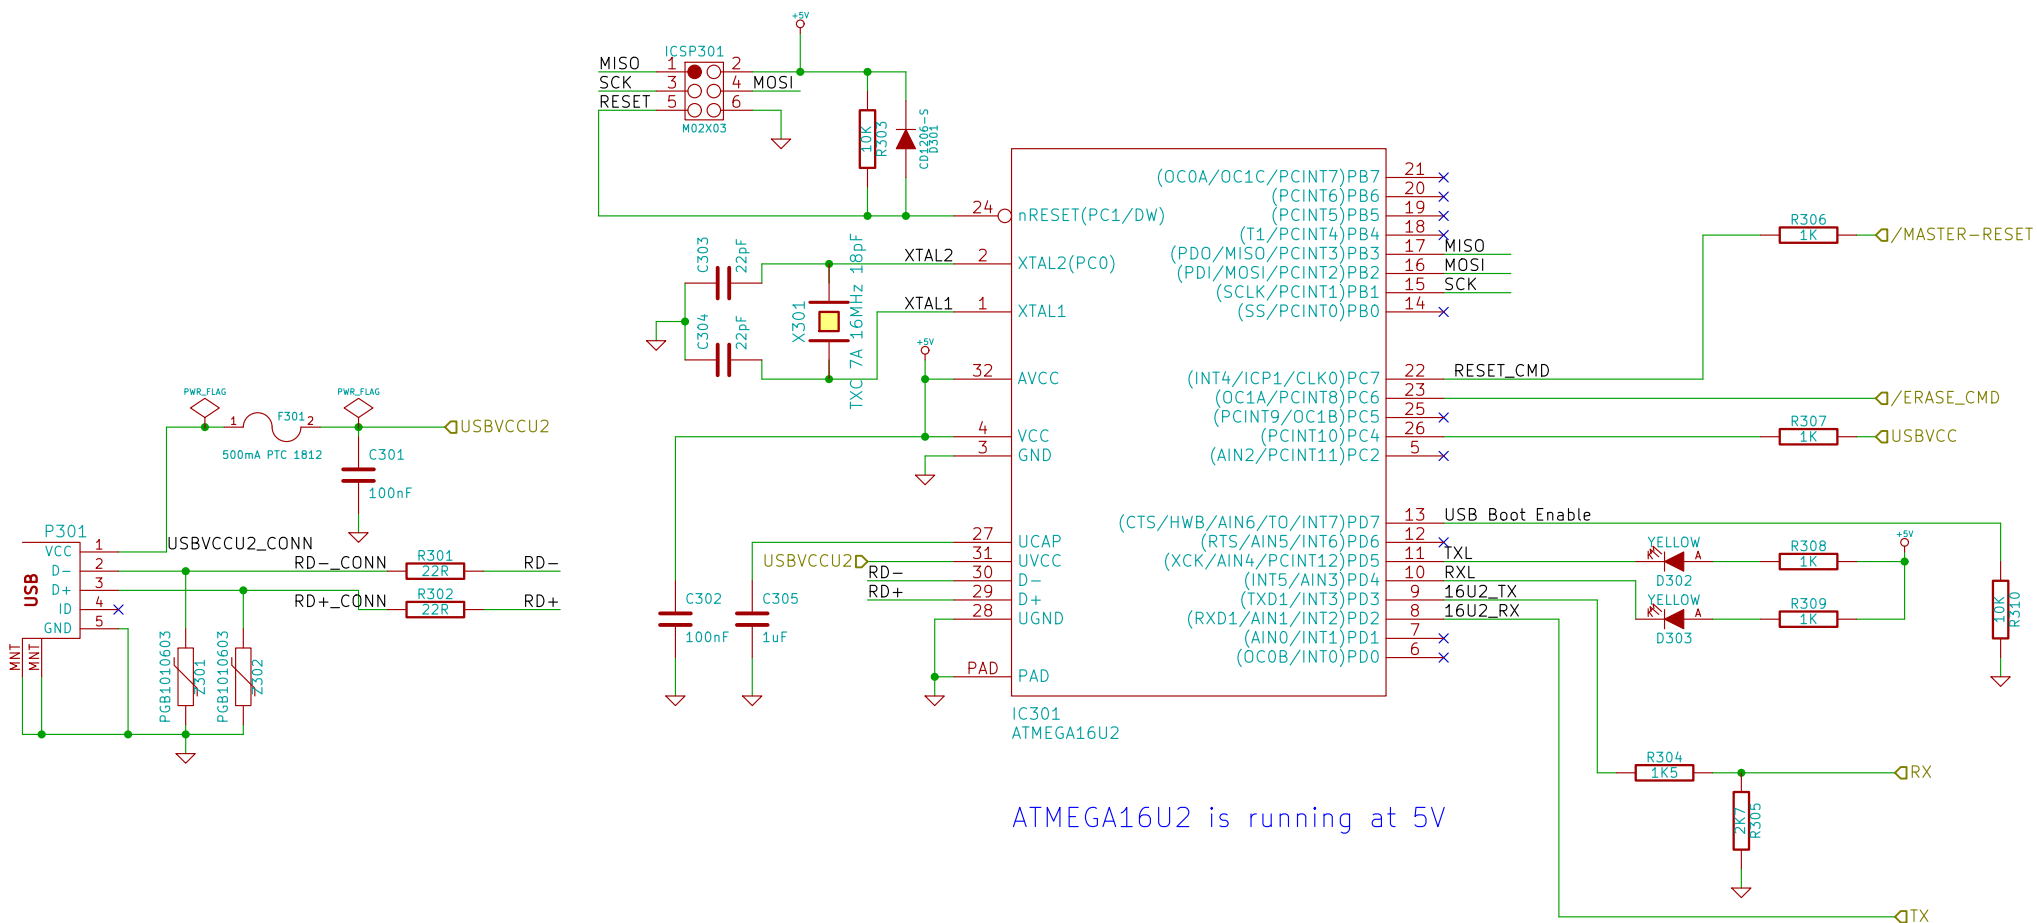 +5V
ICSP301
MISO 1 2
SCK 3 4 MOSI
RESET 5 6
M02X03
10K
R303
CD1206-S
D301
24 nRESET(PC1/DW)
XTAL2 2 XTAL2(PC0)
XTAL1 1 XTAL1
C303
22pF
C304
22pF
X301
TXC 7A 16MHz 18pF
+5V
32 AVCC
4 VCC
3 GND
27 UCAP
USBVCCU2 31 UVCC
RD- 30 D-
RD+ 29 D+
28 UGND
PAD PAD
C302
100nF
C305
1uF
IC301
ATMEGA16U2
(OC0A/OC1C/PCINT7)PB7 21
(PCINT6)PB6 20
(PCINT5)PB5 19
(T1/PCINT4)PB4 18
(PDO/MISO/PCINT3)PB3 17 MISO
(PDI/MOSI/PCINT2)PB2 16 MOSI
(SCLK/PCINT1)PB1 15 SCK
(SS/PCINT0)PB0 14
(INT4/ICP1/CLK0)PC7 22 RESET_CMD
(OC1A/PCINT8)PC6 23 /ERASE_CMD
(PCINT9/OC1B)PC5 25
(PCINT10)PC4 26
(AIN2/PCINT11)PC2 5
(CTS/HWB/AIN6/TO/INT7)PD7 13 USB Boot Enable
(RTS/AIN5/INT6)PD6 12
(XCK/AIN4/PCINT12)PD5 11 TXL
(INT5/AIN3)PD4 10 RXL
(TXD1/INT3)PD3 9 16U2_TX
(RXD1/AIN1/INT2)PD2 8 16U2_RX
(AIN0/INT1)PD1 7
(OC0B/INT0)PD0 6
R306
1K /MASTER-RESET
R307
1K USBVCC
YELLOW
K A
D302
R308
1K
+5V
YELLOW
K A
D303
R309
1K
10K
R310
R304
1K5 RX
2K7
R305
TX
PWR_FLAG PWR_FLAG
1 F301 2 USBVCCU2
500mA PTC 1812
C301
100nF
P301
USB
VCC 1 USBVCCU2_CONN
D- 2 RD-_CONN
D+ 3 RD+_CONN
ID 4
GND 5
MNT
MNT
R301
22R RD-
R302
22R RD+
PGB1010603
Z301
PGB1010603
Z302
ATMEGA16U2 is running at 5V